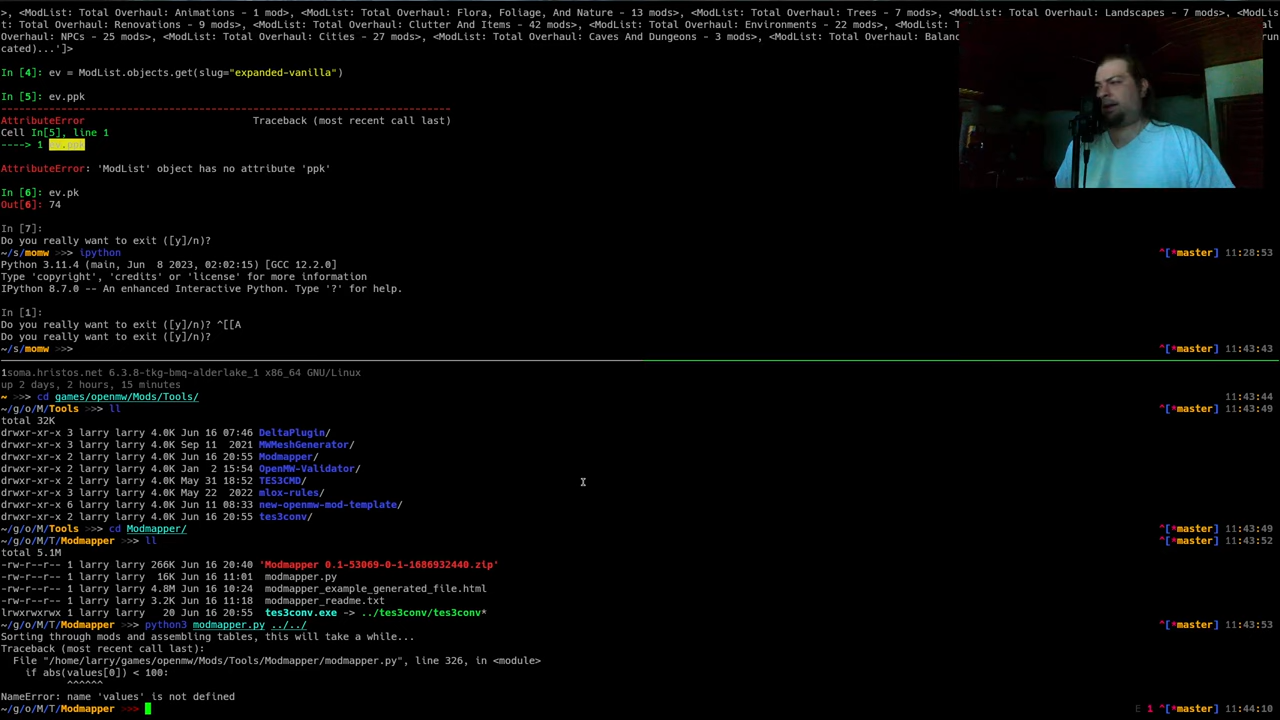 >, <ModList: Total Overhaul: Animations - 1 mod>, <ModList: Total Overhaul: Flora, Foliage, And Nature - 13 mods>, <ModList: Total Overhaul: Trees - 7 mods>, <ModList: Total Overhaul: Landscapes - 7 mods>, <ModList: Total Overhau
l: Renovations - 9 mods>, <ModList: Total Overhaul: Clutter And Items - 42 mods>, <ModList: Total Overhaul: Environments - 22 mods>, <ModList: T
Overhaul: NPCs - 25 mods>, <ModList: Total Overhaul: Cities - 27 mods>, <ModList: Total Overhaul: Caves And Dungeons - 3 mods>, <ModList: Total Overhaul: Balanc
cated)...']>
In [4]: ev = ModList.objects.get(slug="expanded-vanilla")
In [5]: ev.ppk
AttributeError Traceback (most recent call last)
Cell In[5], line 1
----> 1 ev.ppk
AttributeError: 'ModList' object has no attribute 'ppk'
In [6]: ev.pk
Out[6]: 74
In [7]:
Do you really want to exit ([y]/n)?
~/s/momw >>> ipython ^[*master] 11:28:53
Python 3.11.4 (main, Jun 8 2023, 02:02:15) [GCC 12.2.0]
Type 'copyright', 'credits' or 'license' for more information
IPython 8.7.0 -- An enhanced Interactive Python. Type '?' for help.
In [1]:
Do you really want to exit ([y]/n)? ^[[A
Do you really want to exit ([y]/n)?
~/s/momw >>> ^[*master] 11:43:43
1soma.hristos.net 6.3.8-tkg-bmq-alderlake_1 x86_64 GNU/Linux
up 2 days, 2 hours, 15 minutes
~ >>> cd games/openmw/Mods/Tools/ 11:43:44
~/g/o/M/Tools >>> ll ^[*master] 11:43:49
total 32K
drwxr-xr-x 3 larry larry 4.0K Jun 16 07:46 DeltaPlugin/
drwxr-xr-x 3 larry larry 4.0K Sep 11 2021 MWMeshGenerator/
drwxr-xr-x 2 larry larry 4.0K Jun 16 20:55 Modmapper/
drwxr-xr-x 2 larry larry 4.0K Jan 2 15:54 OpenMW-Validator/
drwxr-xr-x 2 larry larry 4.0K May 31 18:52 TES3CMD/
drwxr-xr-x 3 larry larry 4.0K May 22 2022 mlox-rules/
drwxr-xr-x 6 larry larry 4.0K Jun 11 08:33 new-openmw-mod-template/
drwxr-xr-x 2 larry larry 4.0K Jun 16 20:55 tes3conv/
~/g/o/M/Tools >>> cd Modmapper/ ^[*master] 11:43:49
~/g/o/M/T/Modmapper >>> ll ^[*master] 11:43:52
total 5.1M
-rw-r--r-- 1 larry larry 266K Jun 16 20:40 'Modmapper 0.1-53069-0-1-1686932440.zip'
-rw-r--r-- 1 larry larry 16K Jun 16 11:01 modmapper.py
-rw-r--r-- 1 larry larry 4.8M Jun 16 10:24 modmapper_example_generated_file.html
-rw-r--r-- 1 larry larry 3.2K Jun 16 11:18 modmapper_readme.txt
lrwxrwxrwx 1 larry larry 20 Jun 16 20:55 tes3conv.exe -> ../tes3conv/tes3conv*
~/g/o/M/T/Modmapper >>> python3 modmapper.py ../../ ^[*master] 11:43:53
Sorting through mods and assembling tables, this will take a while...
Traceback (most recent call last):
File "/home/larry/games/openmw/Mods/Tools/Modmapper/modmapper.py", line 326, in <module>
if abs(values[0]) < 100:
^^^^^^
NameError: name 'values' is not defined
~/g/o/M/T/Modmapper >>> E 1 ^[*master] 11:44:10